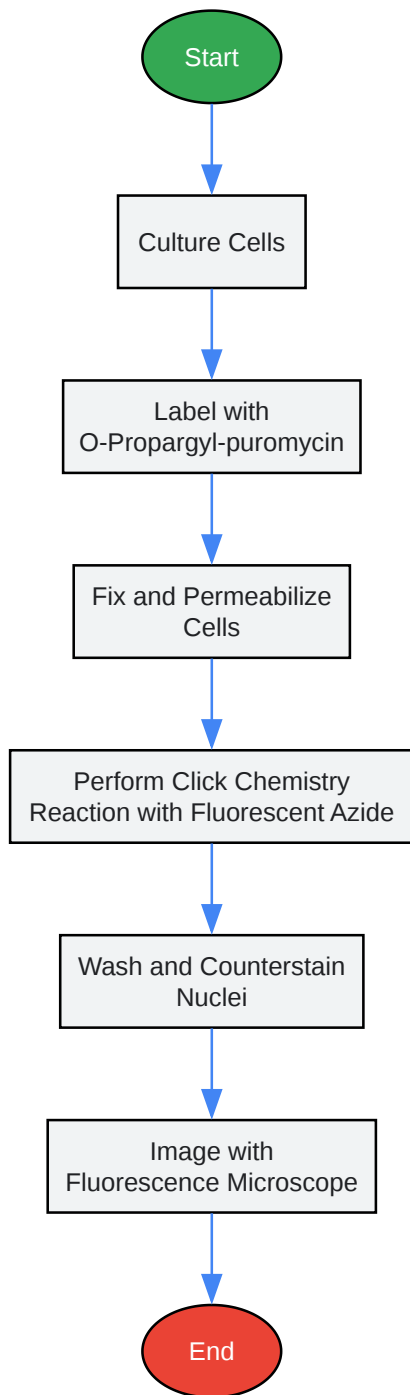 Start
Culture Cells
Label with
O-Propargyl-puromycin
Fix and Permeabilize
Cells
Perform Click Chemistry
Reaction with Fluorescent Azide
Wash and Counterstain
Nuclei
Image with
Fluorescence Microscope
End